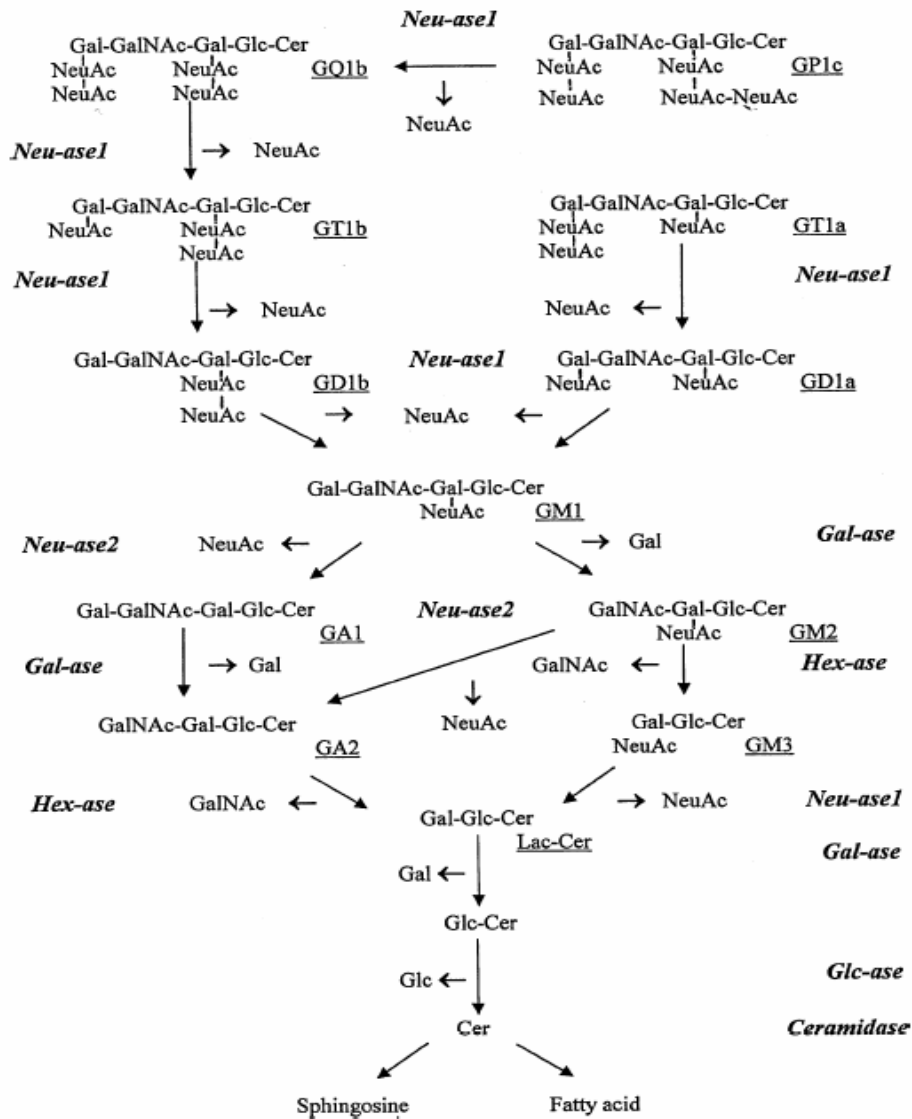 Neu-ase1
Gal-GalNAc-Gal-Glc-Cer
NeuAc NeuAc
NeuAc NeuAc
GQ1b
Gal-GalNAc-Gal-Glc-Cer
NeuAc NeuAc
NeuAc NeuAc-NeuAc
GP1c
NeuAc
Neu-ase1
NeuAc
Gal-GalNAc-Gal-Glc-Cer
NeuAc NeuAc
NeuAc
GT1b
Gal-GalNAc-Gal-Glc-Cer
NeuAc NeuAc
NeuAc
GT1a
Neu-ase1
NeuAc
NeuAc
Neu-ase1
Gal-GalNAc-Gal-Glc-Cer
NeuAc
NeuAc
GD1b
Neu-ase1
NeuAc
Gal-GalNAc-Gal-Glc-Cer
NeuAc NeuAc
GD1a
Gal-GalNAc-Gal-Glc-Cer
NeuAc
GM1
Neu-ase2
NeuAc
Gal
Gal-ase
Gal-GalNAc-Gal-Glc-Cer
GA1
Neu-ase2
GalNAc-Gal-Glc-Cer
NeuAc
GM2
Gal-ase
Gal
GalNAc
Hex-ase
GalNAc-Gal-Glc-Cer
GA2
NeuAc
Gal-Glc-Cer
NeuAc
GM3
Hex-ase
GalNAc
NeuAc
Neu-ase1
Gal-Glc-Cer
Lac-Cer
Gal-ase
Gal
Glc-Cer
Glc
Glc-ase
Cer
Ceramidase
Sphingosine
Fatty acid